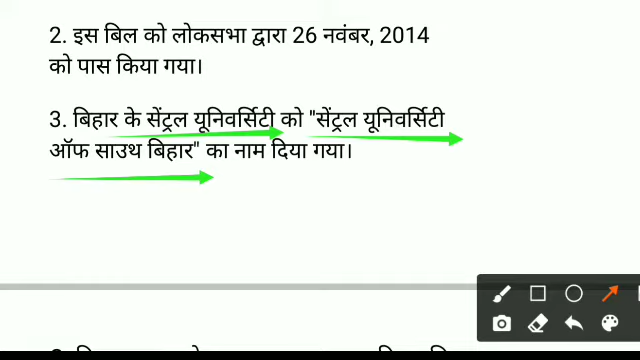 2. इस बिल को लोकसभा द्वारा 26 नवंबर, 2014
को पास किया गया।
3. बिहार के सेंट्रल यूनिवर्सिटी को "सेंट्रल यूनिवर्सिटी
ऑफ साउथ बिहार" का नाम दिया गया।